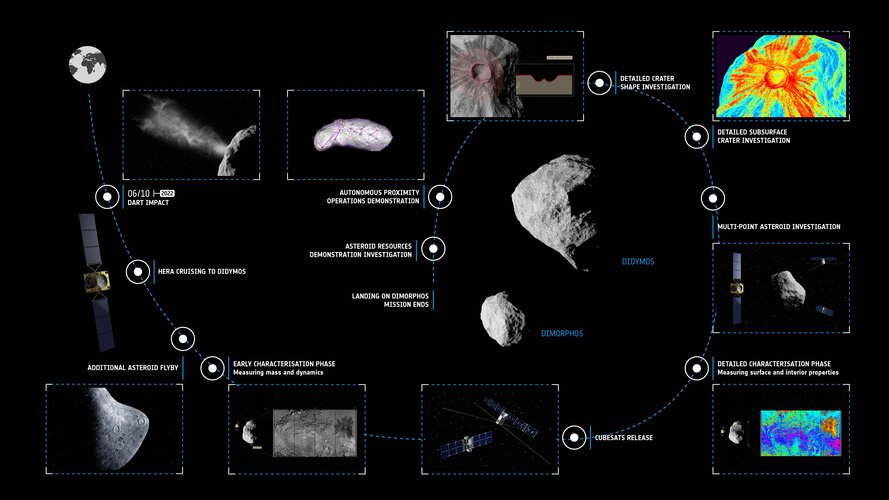 06/10 2022
DART IMPACT
HERA CRUISING TO DIDYMOS
ADDITIONAL ASTEROID FLYBY
EARLY CHARACTERISATION PHASE
Measuring mass and dynamics
CUBESATS RELEASE
DETAILED CHARACTERISATION PHASE
Measuring surface and interior properties
MULTI-POINT ASTEROID INVESTIGATION
DETAILED SUBSURFACE
CRATER INVESTIGATION
DETAILED CRATER
SHAPE INVESTIGATION
AUTONOMOUS PROXIMITY
OPERATIONS DEMONSTRATION
ASTEROID RESOURCES
DEMONSTRATION INVESTIGATION
LANDING ON DIMORPHOS
MISSION ENDS
DIDYMOS
DIMORPHOS